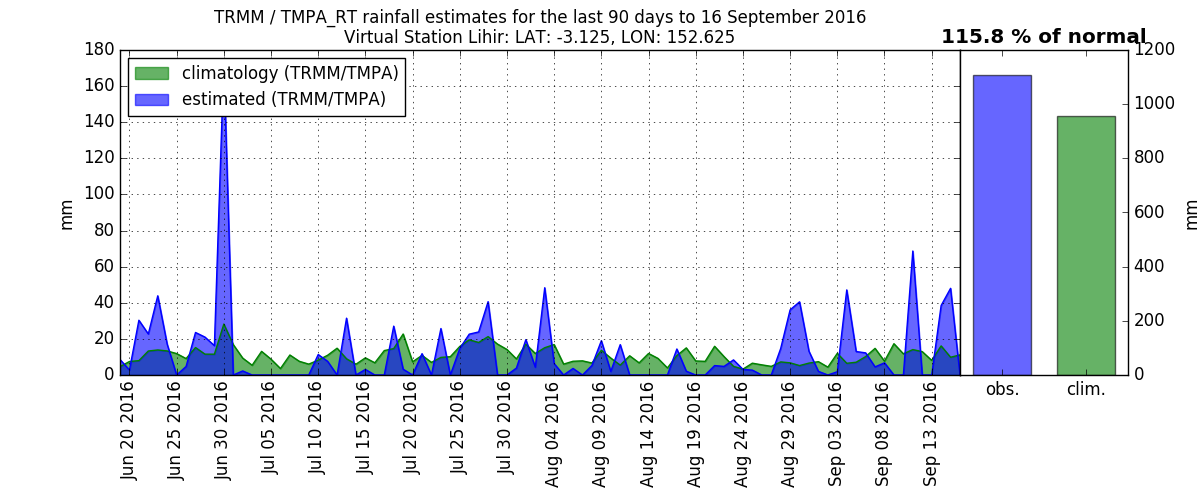 TRMM / TMPA_RT rainfall estimates for the last 90 days to 16 September 2016
Virtual Station Lihir: LAT: -3.125, LON: 152.625
115.8 % of normal
climatology (TRMM/TMPA)
estimated (TRMM/TMPA)
mm
180
160
140
120
100
80
60
40
20
0
Jun 20 2016
Jun 25 2016
Jun 30 2016
Jul 05 2016
Jul 10 2016
Jul 15 2016
Jul 20 2016
Jul 25 2016
Jul 30 2016
Aug 04 2016
Aug 09 2016
Aug 14 2016
Aug 19 2016
Aug 24 2016
Aug 29 2016
Sep 03 2016
Sep 08 2016
Sep 13 2016
obs.
clim.
1200
1000
800
600
400
200
0
mm